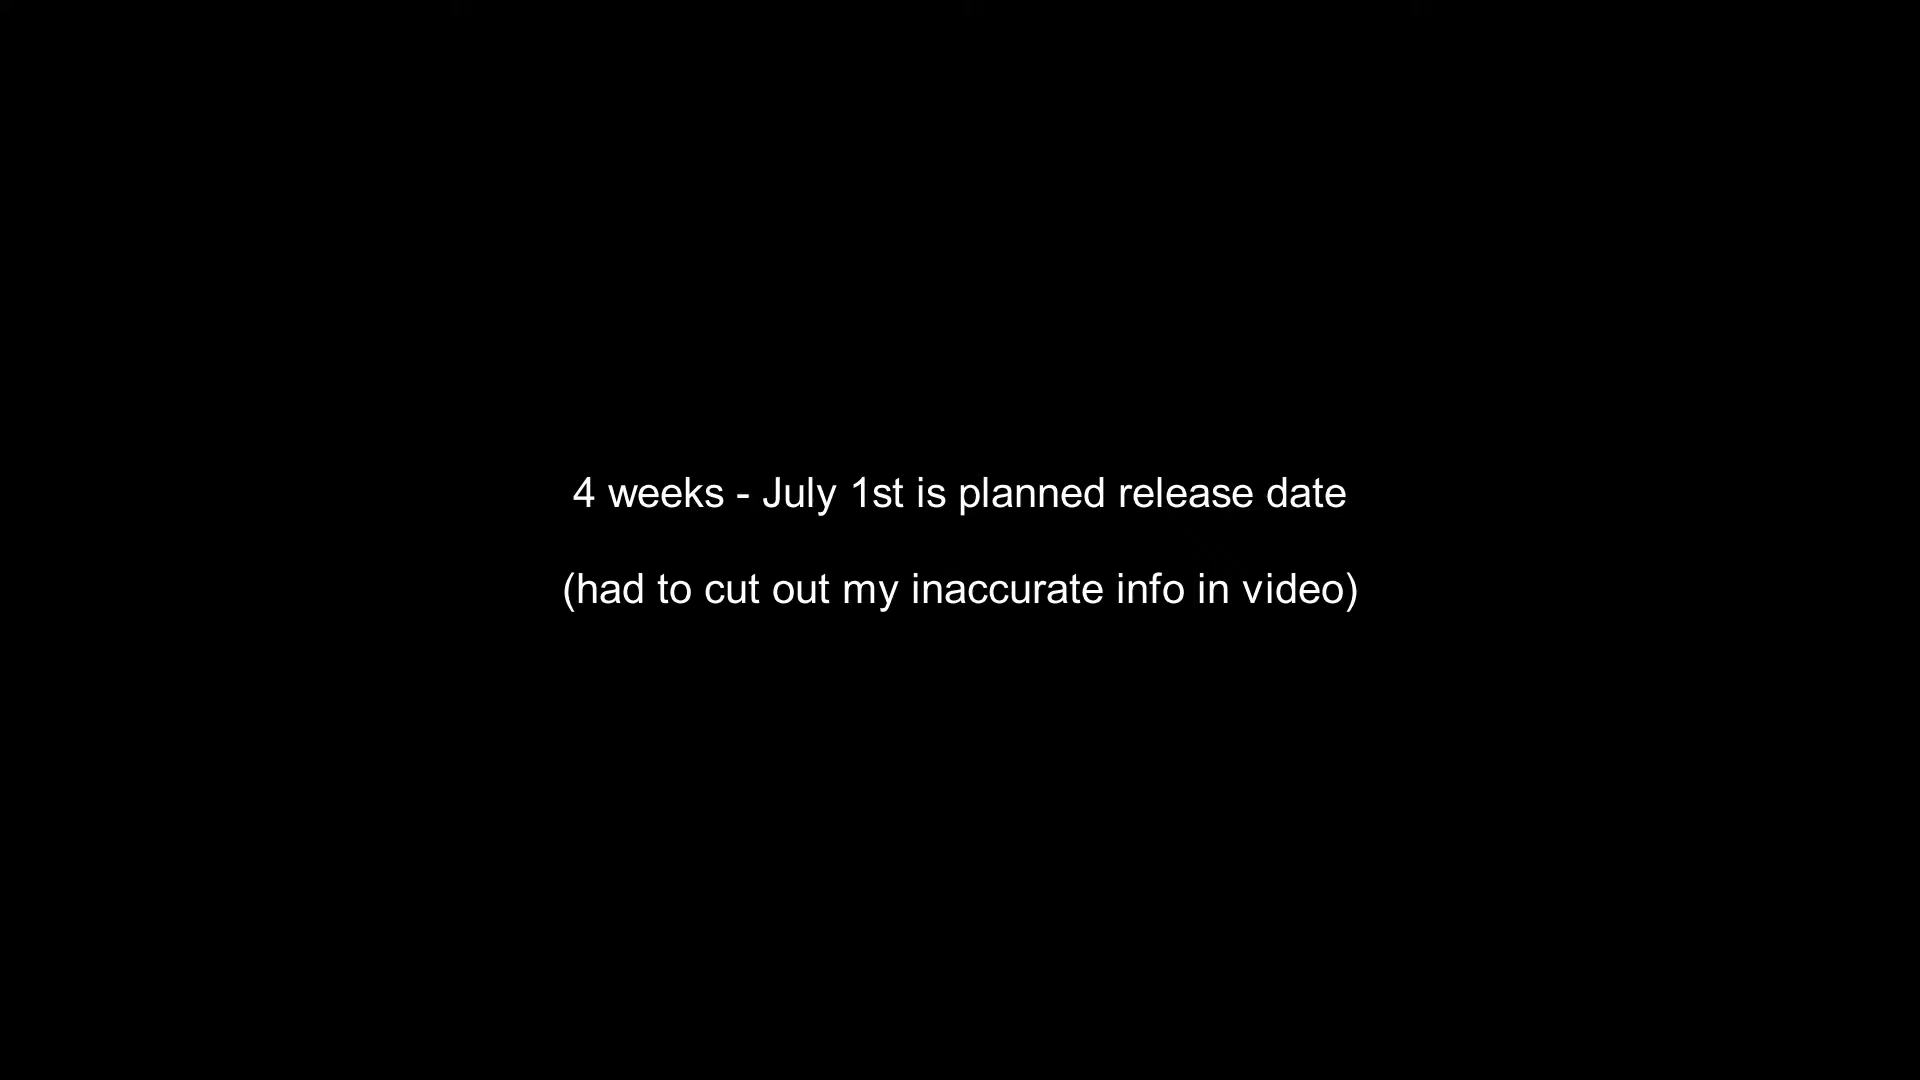 4 weeks - July 1st is planned release date
(had to cut out my inaccurate info in video)